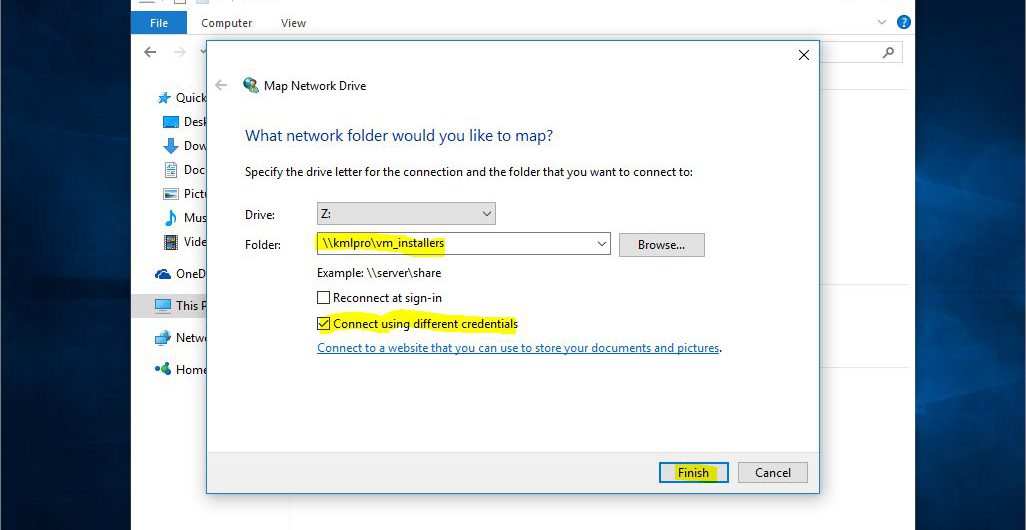 File Computer View
Map Network Drive
What network folder would you like to map?
Specify the drive letter for the connection and the folder that you want to connect to:
Drive: Z:
Folder: \\kmlpro\vm_installers Browse...
Example: \\server\share
Reconnect at sign-in
Connect using different credentials
Connect to a website that you can use to store your documents and pictures.
Finish Cancel
Quick
Desk
Dow
Doc
Pictu
Mus
Vide
OneD
This P
Netwo
Home